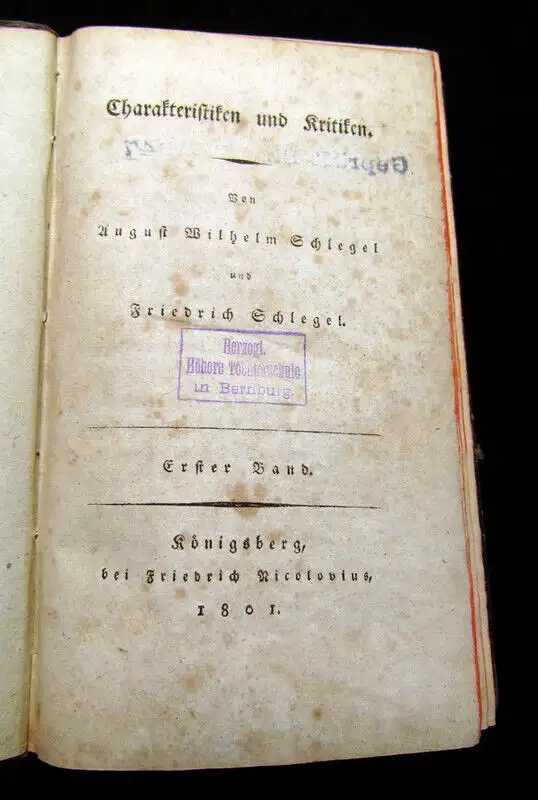 Charakteristiken und Kritiken.
Von
August Wilhelm Schlegel
und
Friedrich Schlegel.
Herzogl.
Höhere Töchterschule
in Bernburg.
Erster Band.
Königsberg,
bei Friedrich Nicolovius,
1801.